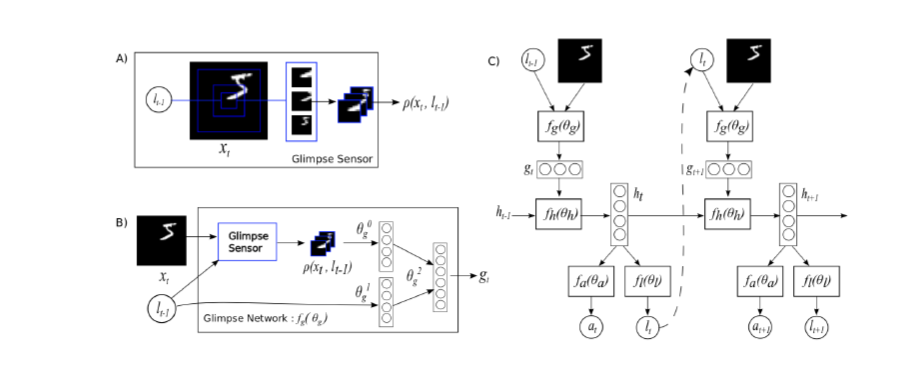 A)
l_{t-1}
x_t
ρ(x_t, l_{t-1})
Glimpse Sensor
B)
x_t
l_{t-1}
Glimpse
Sensor
ρ(x_t, l_{t-1})
θ_g^0
θ_g^1
θ_g^2
g_t
Glimpse Network : f_g(θ_g)
C)
l_{t-1}
l_t
f_g(θ_g)
f_g(θ_g)
g_t
g_{t+1}
h_{t-1}
f_h(θ_h)
h_t
f_h(θ_h)
h_{t+1}
f_a(θ_a)
f_l(θ_l)
f_a(θ_a)
f_l(θ_l)
a_t
l_t
a_{t+1}
l_{t+1}